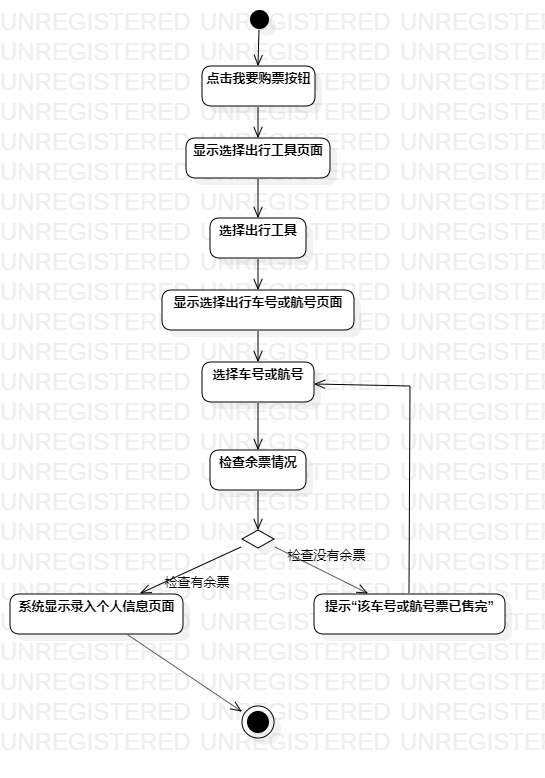 点击我要购票按钮
显示选择出行工具页面
选择出行工具
显示选择出行车号或航号页面
选择车号或航号
检查余票情况
检查没有余票
检查有余票
系统显示录入个人信息页面
提示“该车号或航号票已售完”
UNREGISTERED